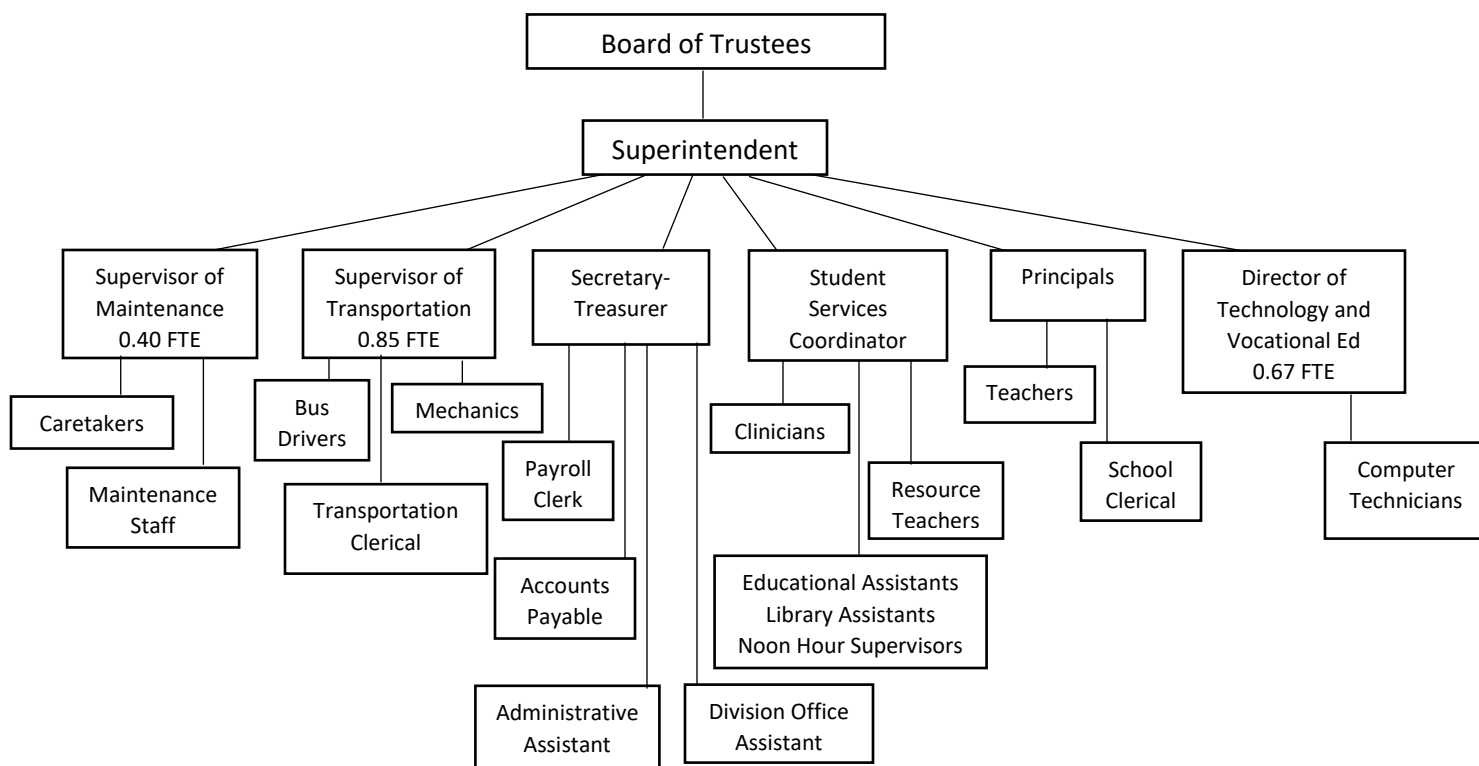 Board of Trustees
Superintendent
Supervisor of
Maintenance
0.40 FTE
Supervisor of
Transportation
0.85 FTE
Secretary-
Treasurer
Student
Services
Coordinator
Principals
Director of
Technology and
Vocational Ed
0.67 FTE
Caretakers
Maintenance
Staff
Bus
Drivers
Transportation
Clerical
Mechanics
Payroll
Clerk
Accounts
Payable
Administrative
Assistant
Division Office
Assistant
Clinicians
Educational Assistants
Library Assistants
Noon Hour Supervisors
Resource
Teachers
Teachers
School
Clerical
Computer
Technicians